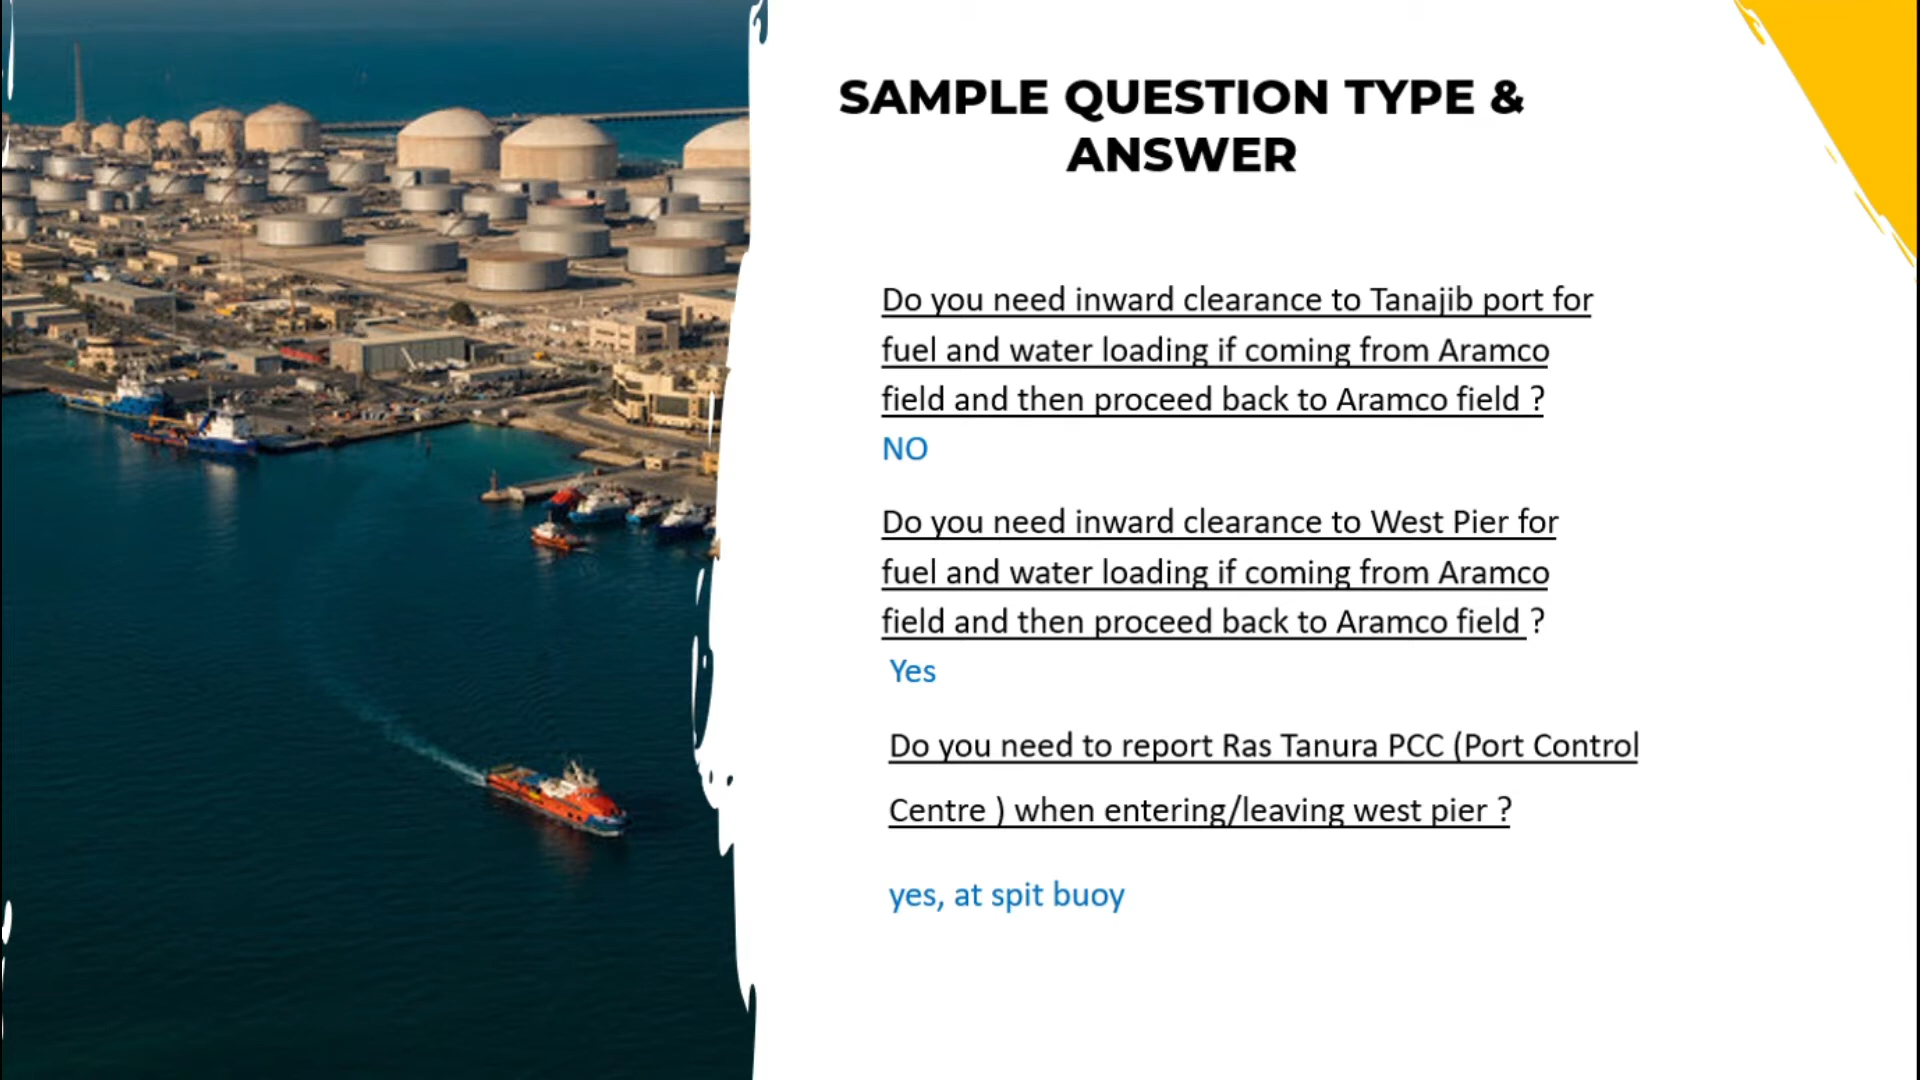 SAMPLE QUESTION TYPE &
ANSWER
Do you need inward clearance to Tanajib port for
fuel and water loading if coming from Aramco
field and then proceed back to Aramco field ?
NO
Do you need inward clearance to West Pier for
fuel and water loading if coming from Aramco
field and then proceed back to Aramco field ?
Yes
Do you need to report Ras Tanura PCC (Port Control
Centre ) when entering/leaving west pier ?
yes, at spit buoy